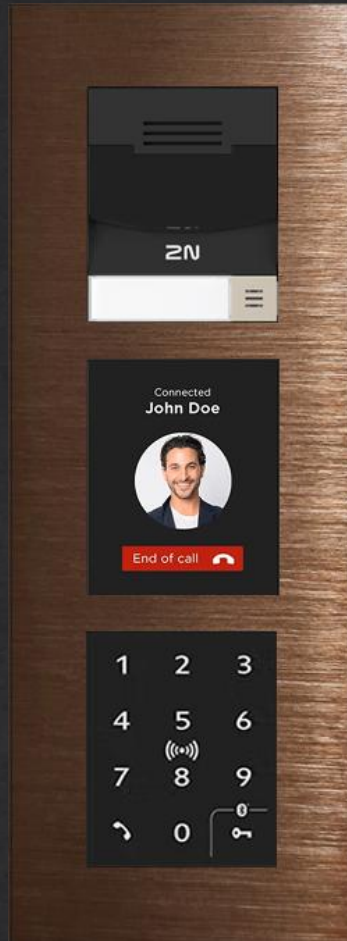 2N
Connected
John Doe
End of call
1 2 3
4 5 6
7 8 9
0